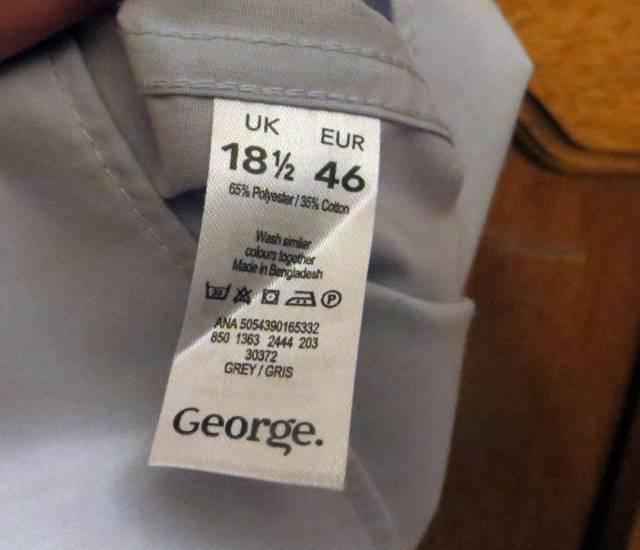 UK EUR
18½ 46
65% Polyester / 35% Cotton
Wash similar
colours together
Made in Bangladesh
P
ANA 5054390165332
850 1363 2444 203
30372
GREY / GRIS
George.